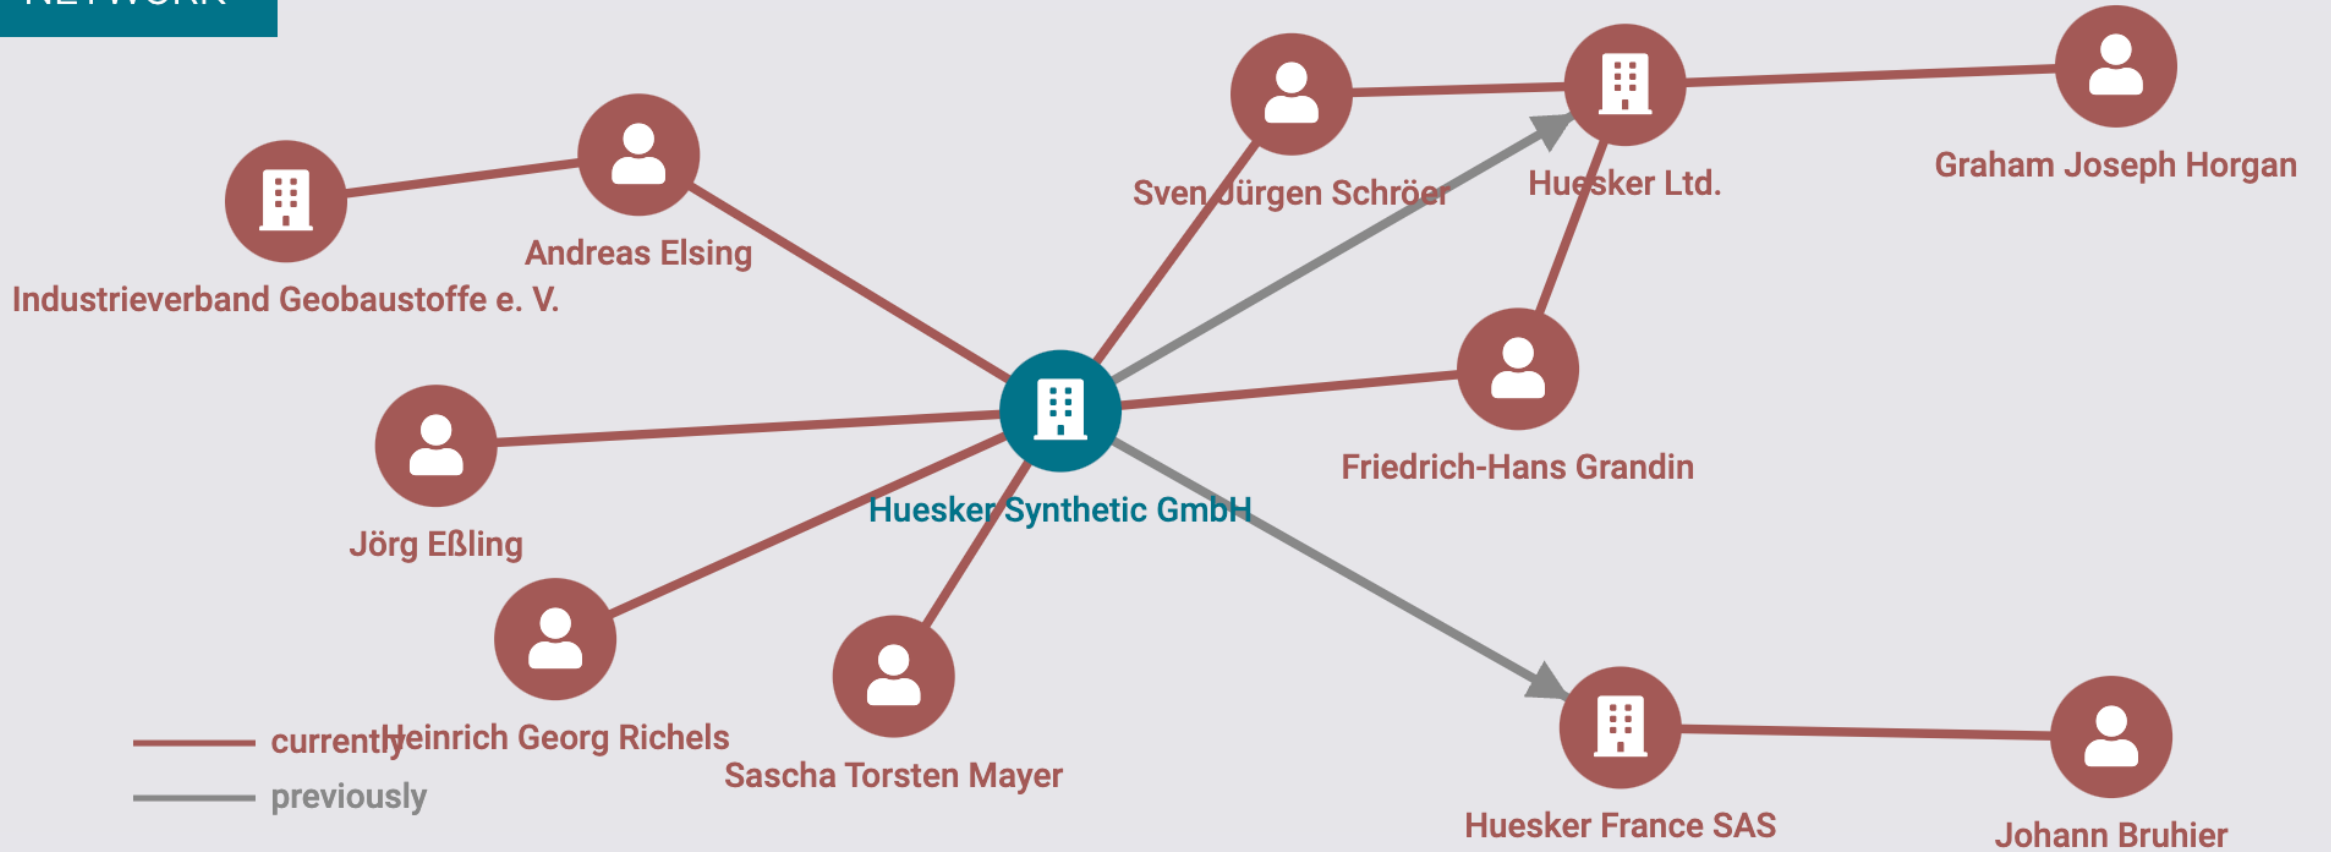 NETWORK
Graham Joseph Horgan
Sven Jürgen Schröer
Huesker Ltd.
Andreas Elsing
Industrieverband Geobaustoffe e. V.
Friedrich-Hans Grandin
Huesker Synthetic GmbH
Jörg Eßling
Heinrich Georg Richels
currently
Sascha Torsten Mayer
previously
Huesker France SAS
Johann Bruhier